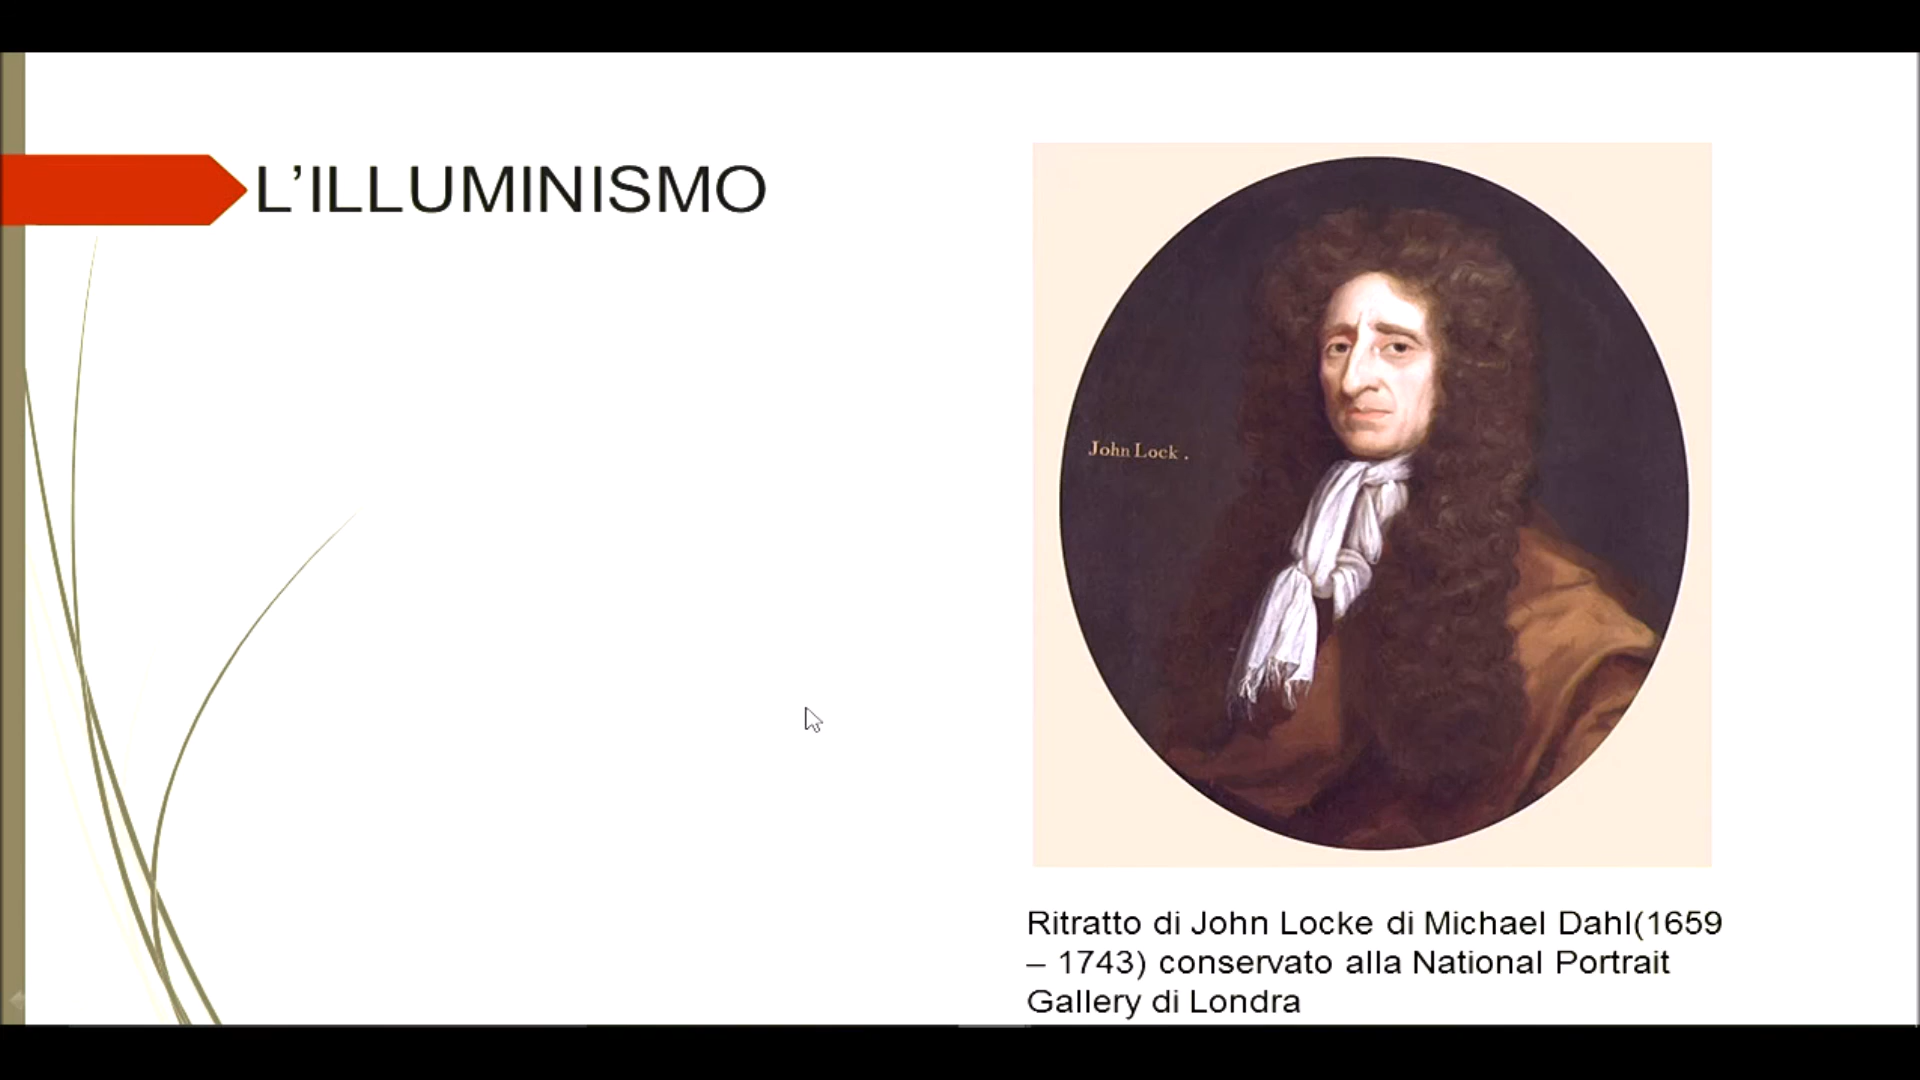 L’ILLUMINISMO
John Lock .
Ritratto di John Locke di Michael Dahl(1659
– 1743) conservato alla National Portrait
Gallery di Londra